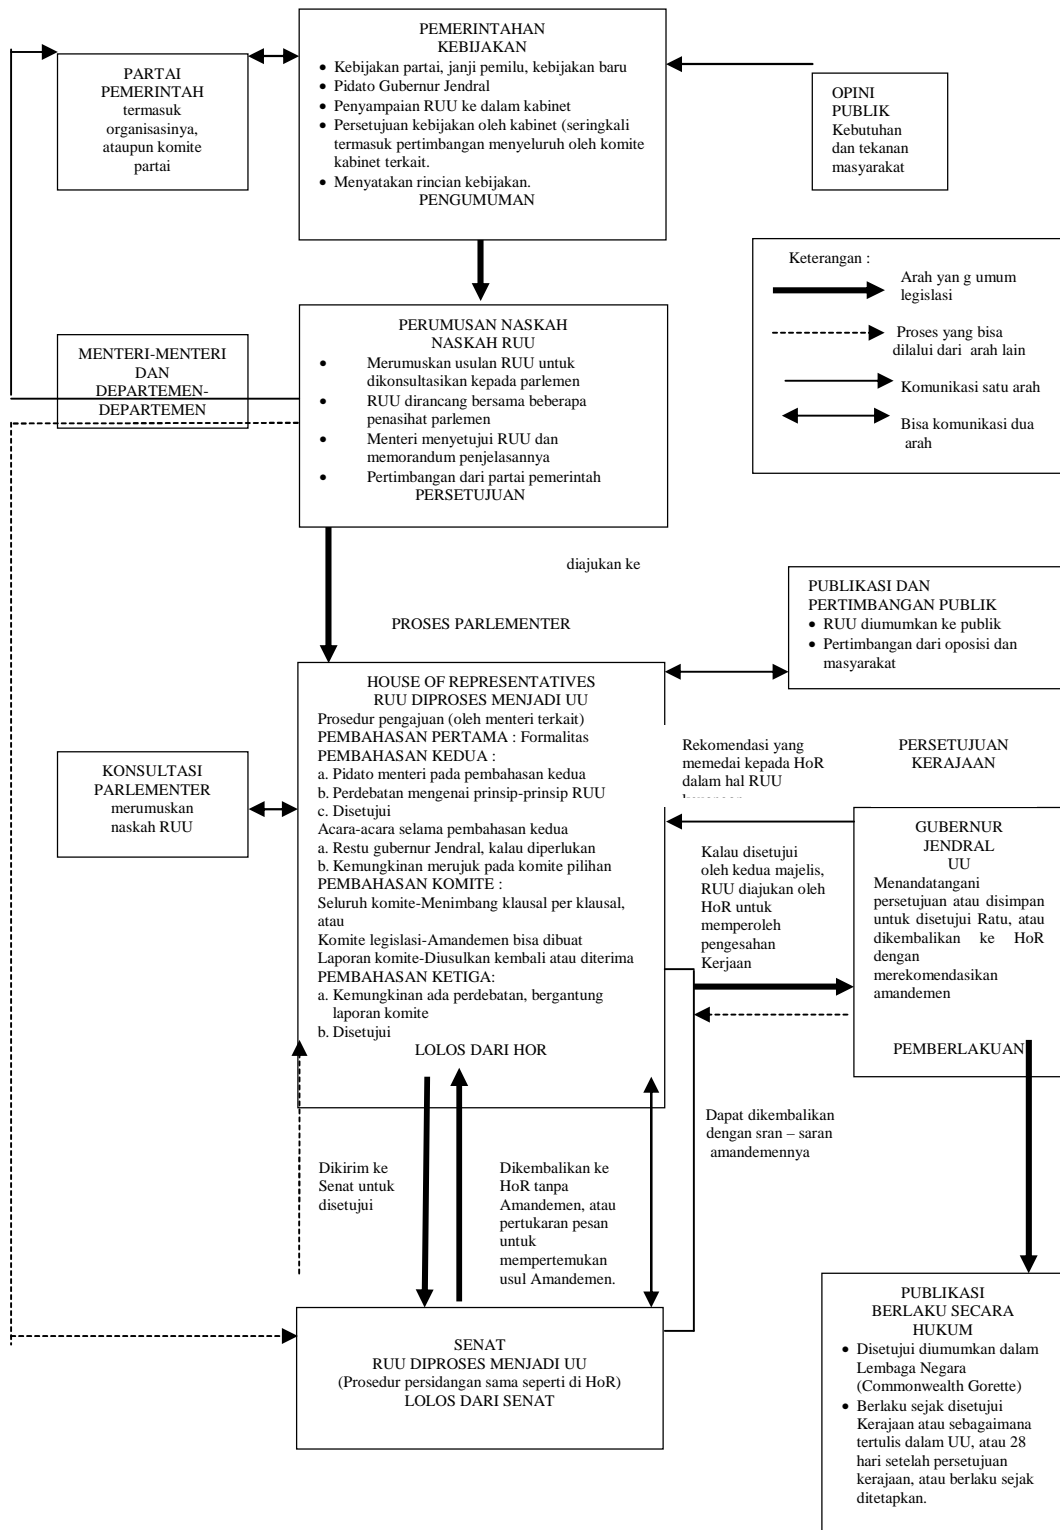 PEMERINTAHAN
KEBIJAKAN
• Kebijakan partai, janji pemilu, kebijakan baru
• Pidato Gubernur Jendral
• Penyampaian RUU ke dalam kabinet
• Persetujuan kebijakan oleh kabinet (seringkali
termasuk pertimbangan menyeluruh oleh komite
kabinet terkait.
• Menyatakan rincian kebijakan.
PENGUMUMAN
PARTAI
PEMERINTAH
termasuk
organisasinya,
ataupun komite
partai
OPINI
PUBLIK
Kebutuhan
dan tekanan
masyarakat
Keterangan :
Arah yan g umum
legislasi
Proses yang bisa
dilalui dari arah lain
Komunikasi satu arah
Bisa komunikasi dua
arah
PERUMUSAN NASKAH
NASKAH RUU
• Merumuskan usulan RUU untuk
dikonsultasikan kepada parlemen
• RUU dirancang bersama beberapa
penasihat parlemen
• Menteri menyetujui RUU dan
memorandum penjelasannya
• Pertimbangan dari partai pemerintah
PERSETUJUAN
MENTERI-MENTERI
DAN
DEPARTEMEN-
DEPARTEMEN
diajukan ke
PROSES PARLEMENTER
PUBLIKASI DAN
PERTIMBANGAN PUBLIK
• RUU diumumkan ke publik
• Pertimbangan dari oposisi dan
masyarakat
HOUSE OF REPRESENTATIVES
RUU DIPROSES MENJADI UU
Prosedur pengajuan (oleh menteri terkait)
PEMBAHASAN PERTAMA : Formalitas
PEMBAHASAN KEDUA :
a. Pidato menteri pada pembahasan kedua
b. Perdebatan mengenai prinsip-prinsip RUU
c. Disetujui
Acara-acara selama pembahasan kedua
a. Restu gubernur Jendral, kalau diperlukan
b. Kemungkinan merujuk pada komite pilihan
PEMBAHASAN KOMITE :
Seluruh komite-Menimbang klausal per klausal,
atau
Komite legislasi-Amandemen bisa dibuat
Laporan komite-Diusulkan kembali atau diterima
PEMBAHASAN KETIGA:
a. Kemungkinan ada perdebatan, bergantung
laporan komite
b. Disetujui
LOLOS DARI HOR
KONSULTASI
PARLEMENTER
merumuskan
naskah RUU
Rekomendasi yang
memedai kepada HoR
dalam hal RUU
PERSETUJUAN
KERAJAAN
Kalau disetujui
oleh kedua majelis,
RUU diajukan oleh
HoR untuk
memperoleh
pengesahan
Kerjaan
GUBERNUR
JENDRAL
UU
Menandatangani
persetujuan atau disimpan
untuk disetujui Ratu, atau
dikembalikan ke HoR
dengan
merekomendasikan
amandemen
PEMBERLAKUAN
Dapat dikembalikan
dengan sran – saran
amandemennya
Dikirim ke
Senat untuk
disetujui
Dikembalikan ke
HoR tanpa
Amandemen, atau
pertukaran pesan
untuk
mempertemukan
usul Amandemen.
SENAT
RUU DIPROSES MENJADI UU
(Prosedur persidangan sama seperti di HoR)
LOLOS DARI SENAT
PUBLIKASI
BERLAKU SECARA
HUKUM
• Disetujui diumumkan dalam
Lembaga Negara
(Commonwealth Gorette)
• Berlaku sejak disetujui
Kerajaan atau sebagaimana
tertulis dalam UU, atau 28
hari setelah persetujuan
kerajaan, atau berlaku sejak
ditetapkan.